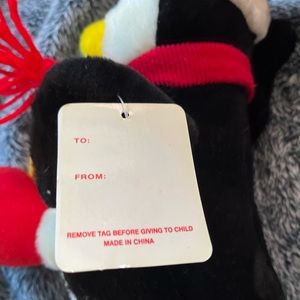 TO:
FROM:
REMOVE TAG BEFORE GIVING TO CHILD
MADE IN CHINA